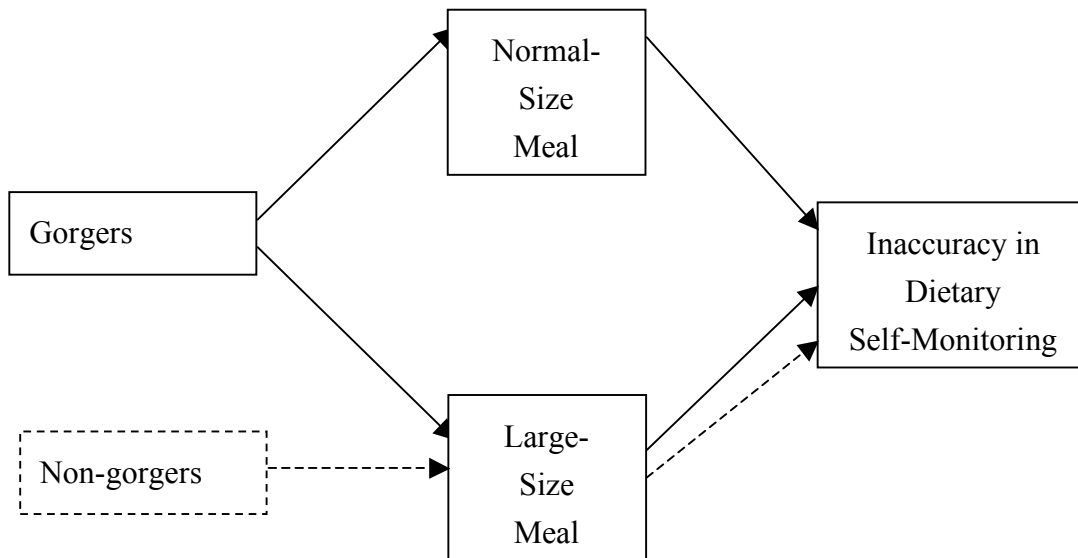 Normal-
Size
Meal
Gorgers
Inaccuracy in
Dietary
Self-Monitoring
Large-
Size
Meal
Non-gorgers